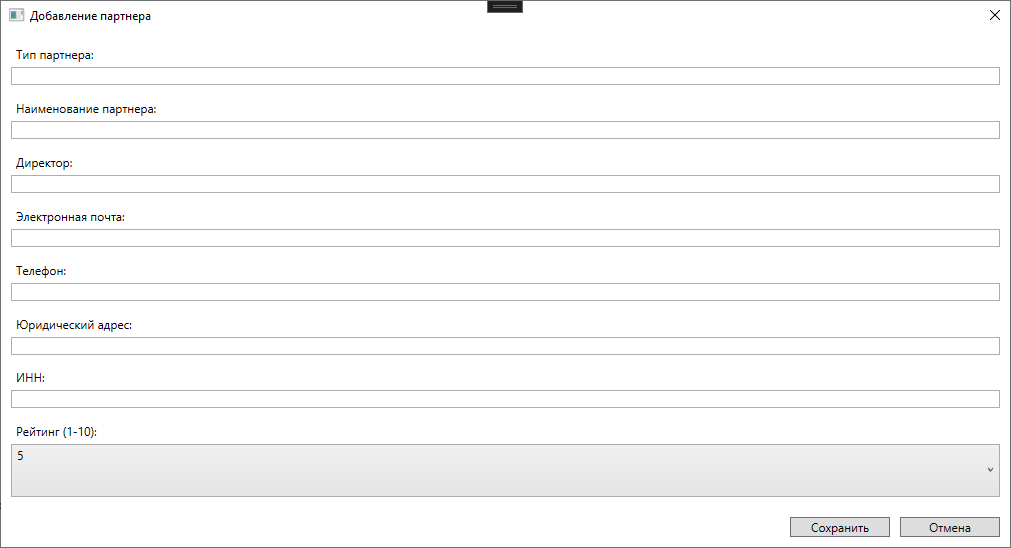 Добавление партнера
Тип партнера:
Наименование партнера:
Директор:
Электронная почта:
Телефон:
Юридический адрес:
ИНН:
Рейтинг (1-10):
5
Сохранить
Отмена